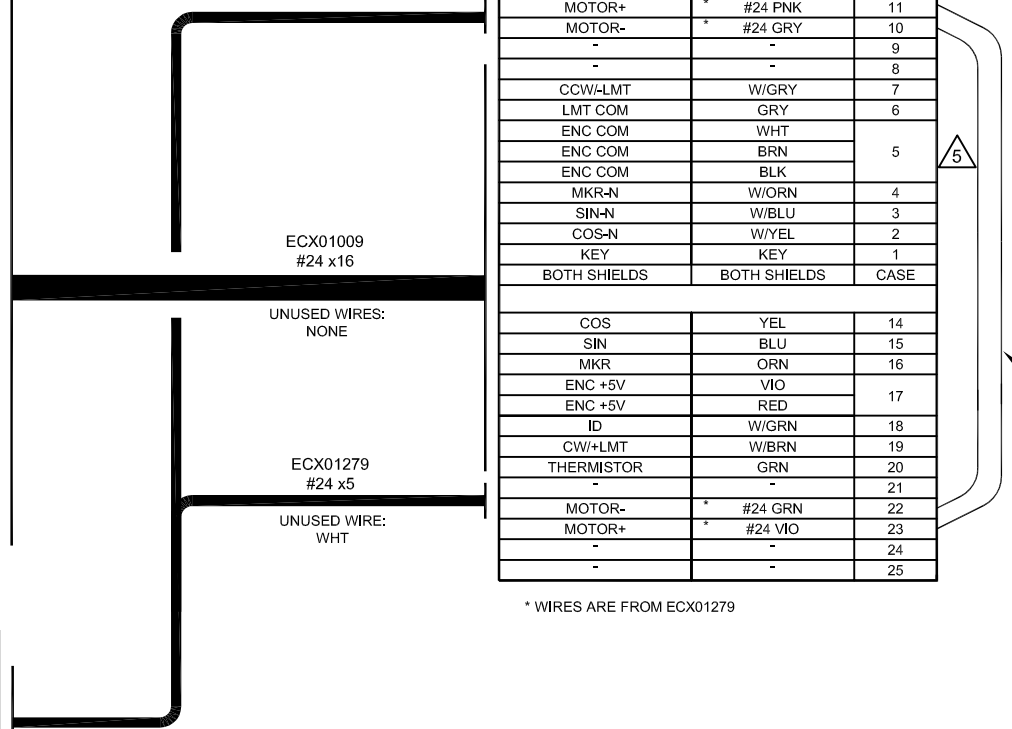 MOTOR+ * #24 PNK 11
MOTOR- * #24 GRY 10
- - 9
- - 8
CCW/-LMT W/GRY 7
LMT COM GRY 6
ENC COM WHT
ENC COM BRN 5
ENC COM BLK
MKR-N W/ORN 4
SIN-N W/BLU 3
COS-N W/YEL 2
KEY KEY 1
BOTH SHIELDS BOTH SHIELDS CASE
5
ECX01009
#24 x16
UNUSED WIRES:
NONE
COS YEL 14
SIN BLU 15
MKR ORN 16
ENC +5V VIO 17
ENC +5V RED
ID W/GRN 18
CW/+LMT W/BRN 19
THERMISTOR GRN 20
- - 21
MOTOR- * #24 GRN 22
MOTOR+ * #24 VIO 23
- - 24
- - 25
ECX01279
#24 x5
UNUSED WIRE:
WHT
* WIRES ARE FROM ECX01279